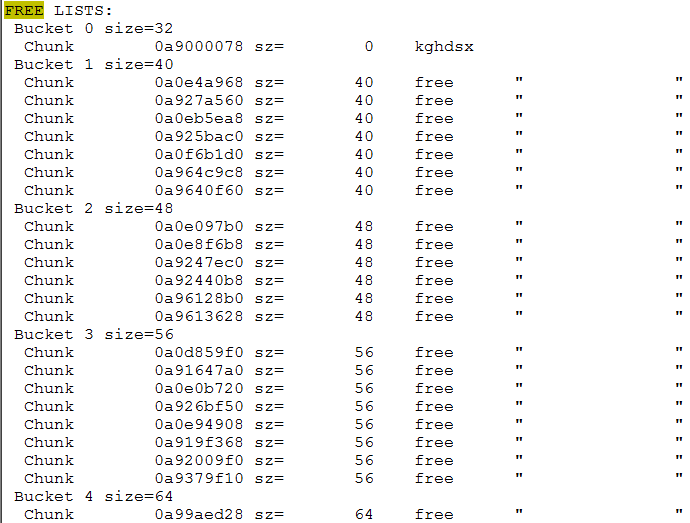 FREE LISTS:
Bucket 0 size=32
Chunk 0a9000078 sz= 0 kghdsx
Bucket 1 size=40
Chunk 0a0e4a968 sz= 40 free " "
Chunk 0a927a560 sz= 40 free " "
Chunk 0a0eb5ea8 sz= 40 free " "
Chunk 0a925bac0 sz= 40 free " "
Chunk 0a0f6b1d0 sz= 40 free " "
Chunk 0a964c9c8 sz= 40 free " "
Chunk 0a9640f60 sz= 40 free " "
Bucket 2 size=48
Chunk 0a0e097b0 sz= 48 free " "
Chunk 0a0e8f6b8 sz= 48 free " "
Chunk 0a9247ec0 sz= 48 free " "
Chunk 0a92440b8 sz= 48 free " "
Chunk 0a96128b0 sz= 48 free " "
Chunk 0a9613628 sz= 48 free " "
Bucket 3 size=56
Chunk 0a0d859f0 sz= 56 free " "
Chunk 0a91647a0 sz= 56 free " "
Chunk 0a0e0b720 sz= 56 free " "
Chunk 0a926bf50 sz= 56 free " "
Chunk 0a0e94908 sz= 56 free " "
Chunk 0a919f368 sz= 56 free " "
Chunk 0a92009f0 sz= 56 free " "
Chunk 0a9379f10 sz= 56 free " "
Bucket 4 size=64
Chunk 0a99aed28 sz= 64 free " "